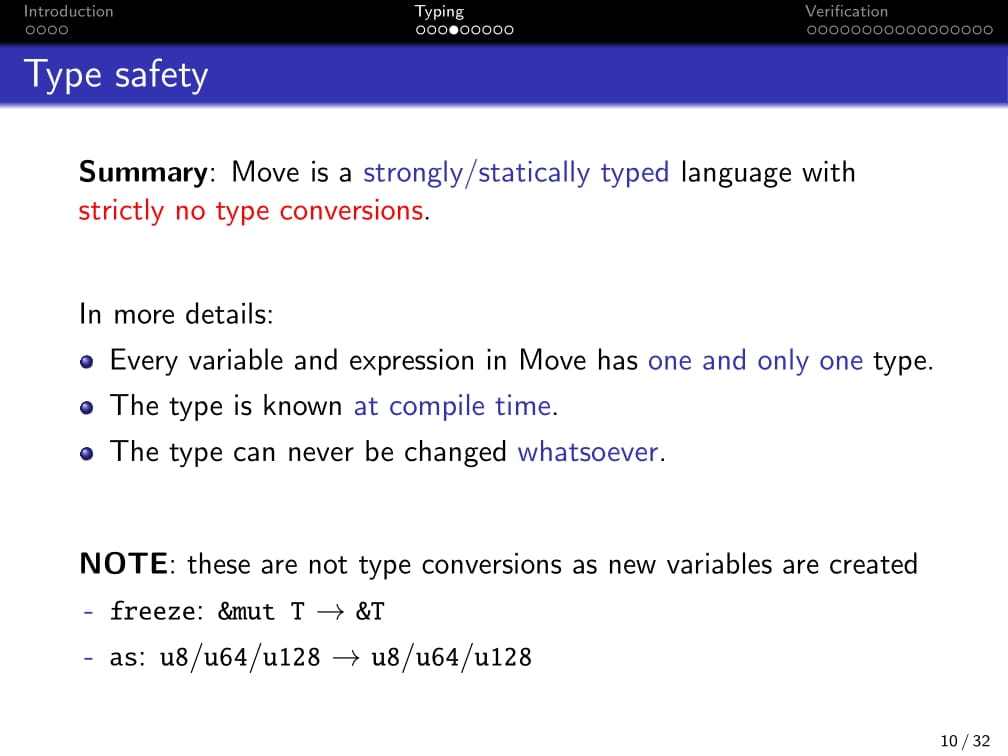 Introduction
Typing
Verification
Type safety
Summary: Move is a strongly/statically typed language with
strictly no type conversions.
In more details:
Every variable and expression in Move has one and only one type.
The type is known at compile time.
The type can never be changed whatsoever.
NOTE: these are not type conversions as new variables are created
- freeze: &mut T → &T
- as: u8/u64/u128 → u8/u64/u128
10 / 32